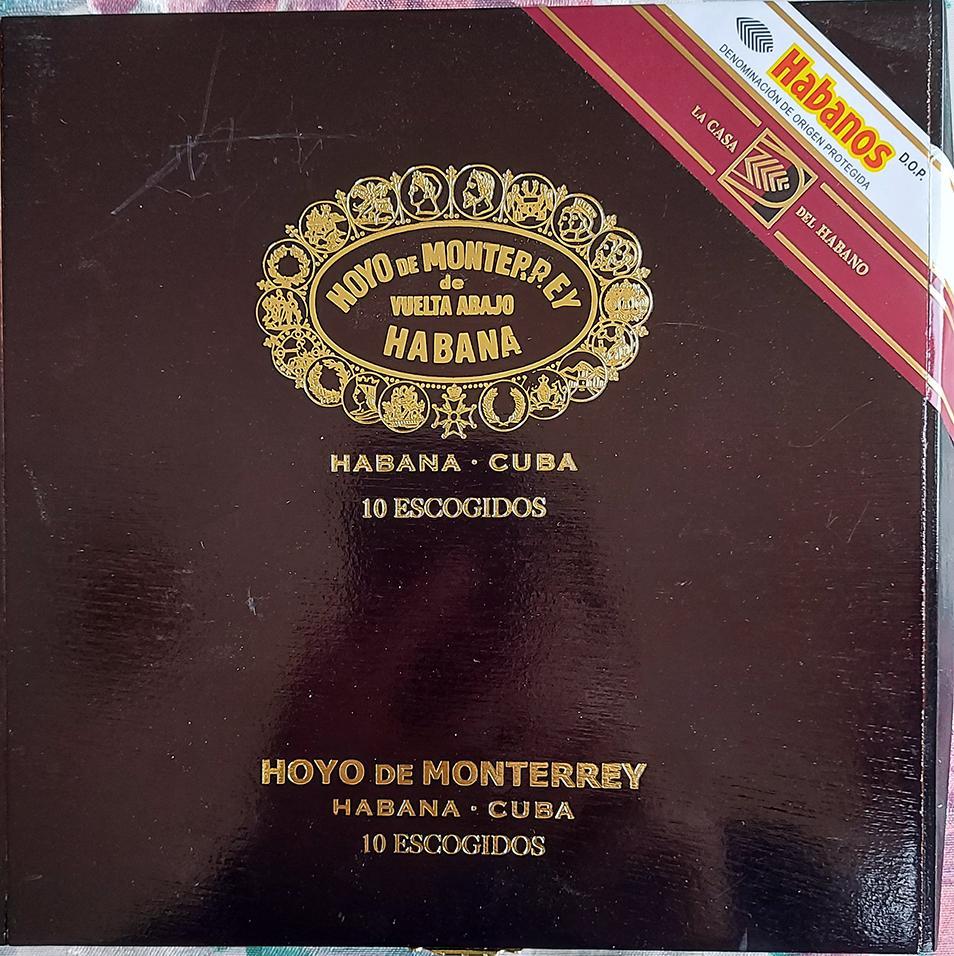 Habanos
DENOMINACIÓN DE ORIGEN PROTEGIDA
D.O.P.
LA CASA
DEL HABANO
HOYO DE MONTERREY
de
VUELTA ABAJO
HABANA
HABANA · CUBA
10 ESCOGIDOS
HOYO DE MONTERREY
HABANA · CUBA
10 ESCOGIDOS